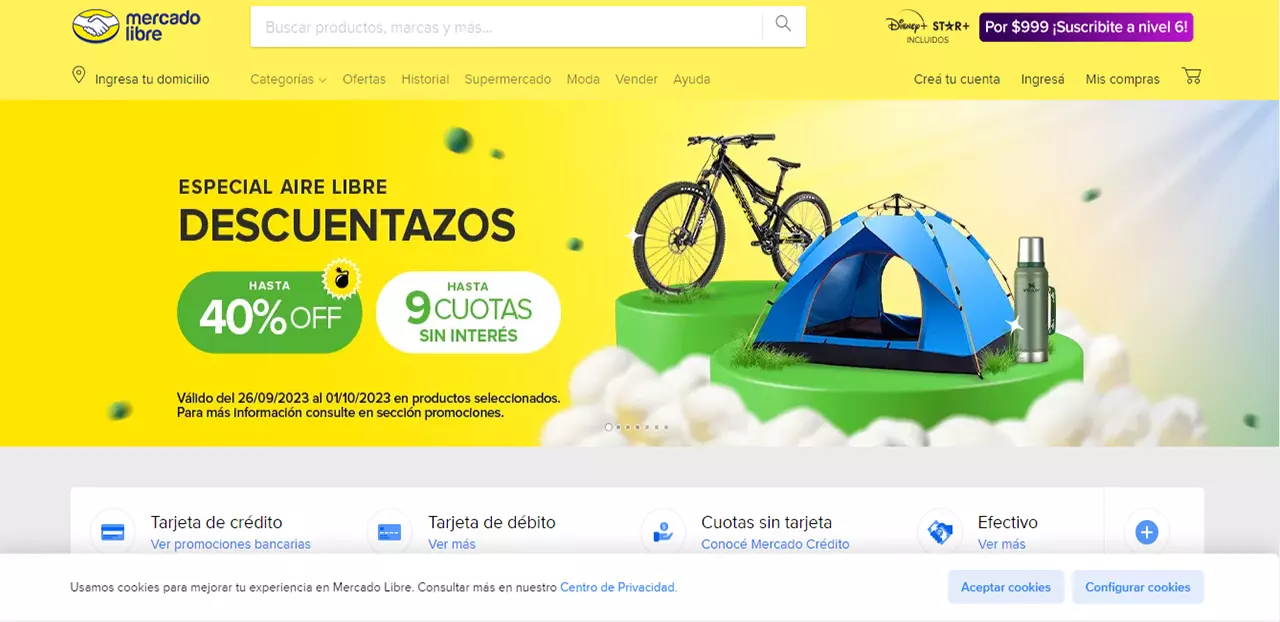 mercado
libre
Buscar productos, marcas y más...
Disney+ STAR+
INCLUIDOS
Por $999 ¡Suscribite a nivel 6!
Ingresa tu domicilio
Categorías Ofertas Historial Supermercado Moda Vender Ayuda
Creá tu cuenta Ingresá Mis compras
ESPECIAL AIRE LIBRE
DESCUENTAZOS
HASTA
40% OFF
HASTA
9 CUOTAS
SIN INTERÉS
Válido del 26/09/2023 al 01/10/2023 en productos seleccionados.
Para más información consulte en sección promociones.
STANLEY
Tarjeta de crédito
Ver promociones bancarias
Tarjeta de débito
Ver más
Cuotas sin tarjeta
Conocé Mercado Crédito
Efectivo
Ver más
Usamos cookies para mejorar tu experiencia en Mercado Libre. Consultar más en nuestro Centro de Privacidad.
Aceptar cookies
Configurar cookies